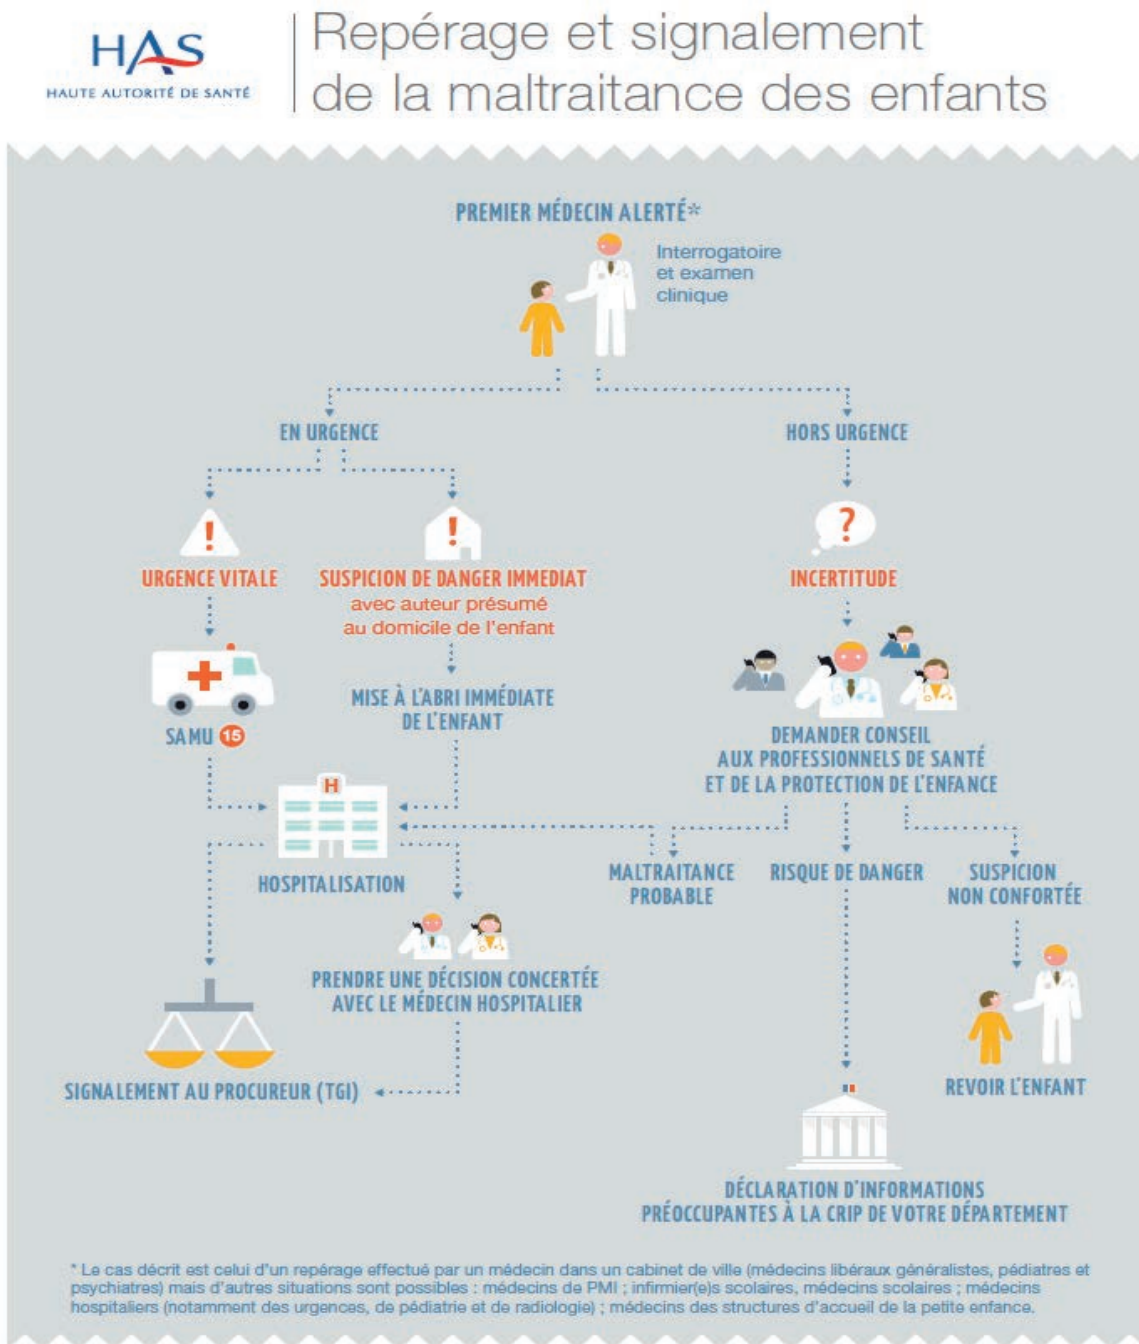 HAS
HAUTE AUTORITÉ DE SANTÉ
Repérage et signalement
de la maltraitance des enfants
PREMIER MÉDECIN ALERTÉ*
Interrogatoire
et examen
clinique
EN URGENCE
HORS URGENCE
!
!
?
URGENCE VITALE
SUSPICION DE DANGER IMMÉDIAT
avec auteur présumé
au domicile de l'enfant
INCERTITUDE
MISE À L'ABRI IMMÉDIATE
DE L'ENFANT
SAMU 15
DEMANDER CONSEIL
AUX PROFESSIONNELS DE SANTÉ
ET DE LA PROTECTION DE L'ENFANCE
H
HOSPITALISATION
MALTRAITANCE
PROBABLE
RISQUE DE DANGER
SUSPICION
NON CONFORTÉE
PRENDRE UNE DÉCISION CONCERTÉE
AVEC LE MÉDECIN HOSPITALIER
SIGNALEMENT AU PROCUREUR (TGI)
REVOIR L'ENFANT
DÉCLARATION D'INFORMATIONS
PRÉOCCUPANTES À LA CRIP DE VOTRE DÉPARTEMENT
* Le cas décrit est celui d'un repérage effectué par un médecin dans un cabinet de ville (médecins libéraux généralistes, pédiatres et
psychiatres) mais d'autres situations sont possibles : médecins de PMI ; infirmier(e)s scolaires, médecins scolaires ; médecins
hospitaliers (notamment des urgences, de pédiatrie et de radiologie) ; médecins des structures d'accueil de la petite enfance.